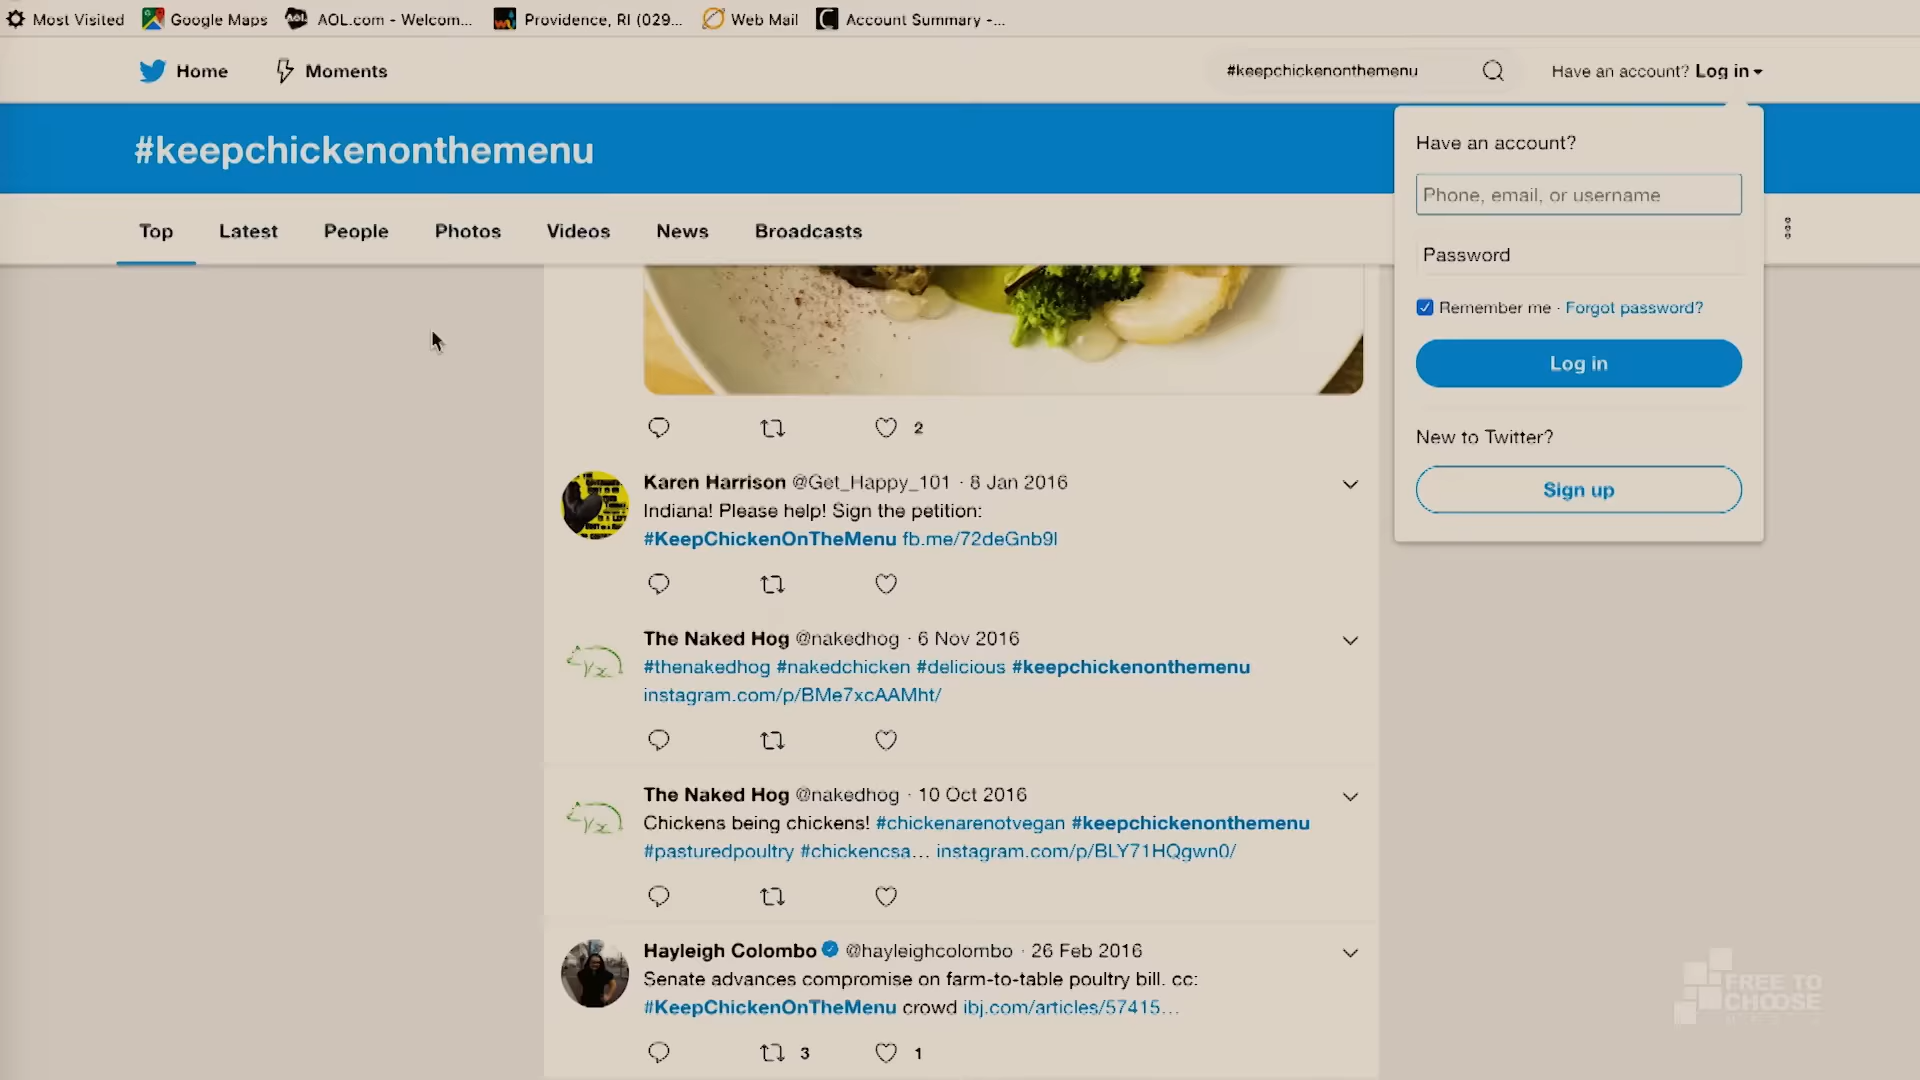 Most Visited Google Maps AOL.com - Welcom... Providence, RI (029... Web Mail Account Summary -...
Home Moments #keepchickenonthemenu Have an account? Log in
#keepchickenonthemenu
Top Latest People Photos Videos News Broadcasts
Have an account?
Phone, email, or username
Password
Remember me · Forgot password?
Log in
New to Twitter?
Sign up
2
Karen Harrison @Get_Happy_101 · 8 Jan 2016
Indiana! Please help! Sign the petition:
#KeepChickenOnTheMenu fb.me/72deGnb9I
The Naked Hog @nakedhog · 6 Nov 2016
#thenakedhog #nakedchicken #delicious #keepchickenonthemenu
instagram.com/p/BMe7xcAAMht/
The Naked Hog @nakedhog · 10 Oct 2016
Chickens being chickens! #chickenarenotvegan #keepchickenonthemenu
#pasturedpoultry #chickencsa… instagram.com/p/BLY71HQgwn0/
Hayleigh Colombo @hayleighcolombo · 26 Feb 2016
Senate advances compromise on farm-to-table poultry bill. cc:
#KeepChickenOnTheMenu crowd ibj.com/articles/57415…
3 1
FREE TO
CHOOSE